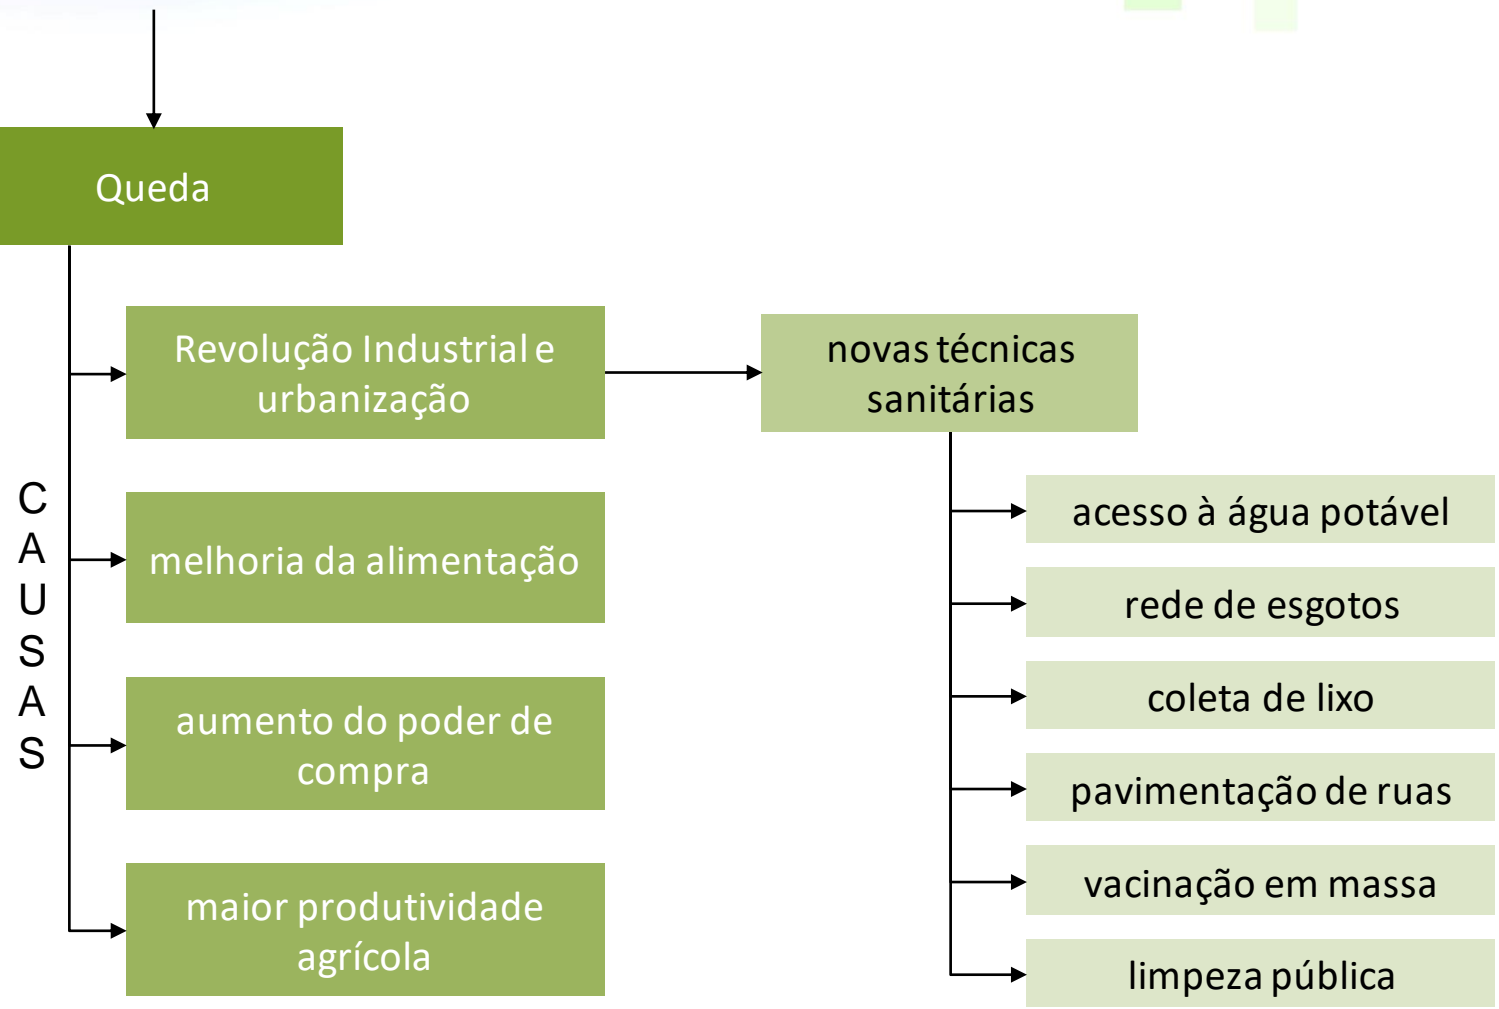 Queda
CAUSAS
Revolução Industrial e
urbanização
melhoria da alimentação
aumento do poder de
compra
maior produtividade
agrícola
novas técnicas
sanitárias
acesso à água potável
rede de esgotos
coleta de lixo
pavimentação de ruas
vacinação em massa
limpeza pública